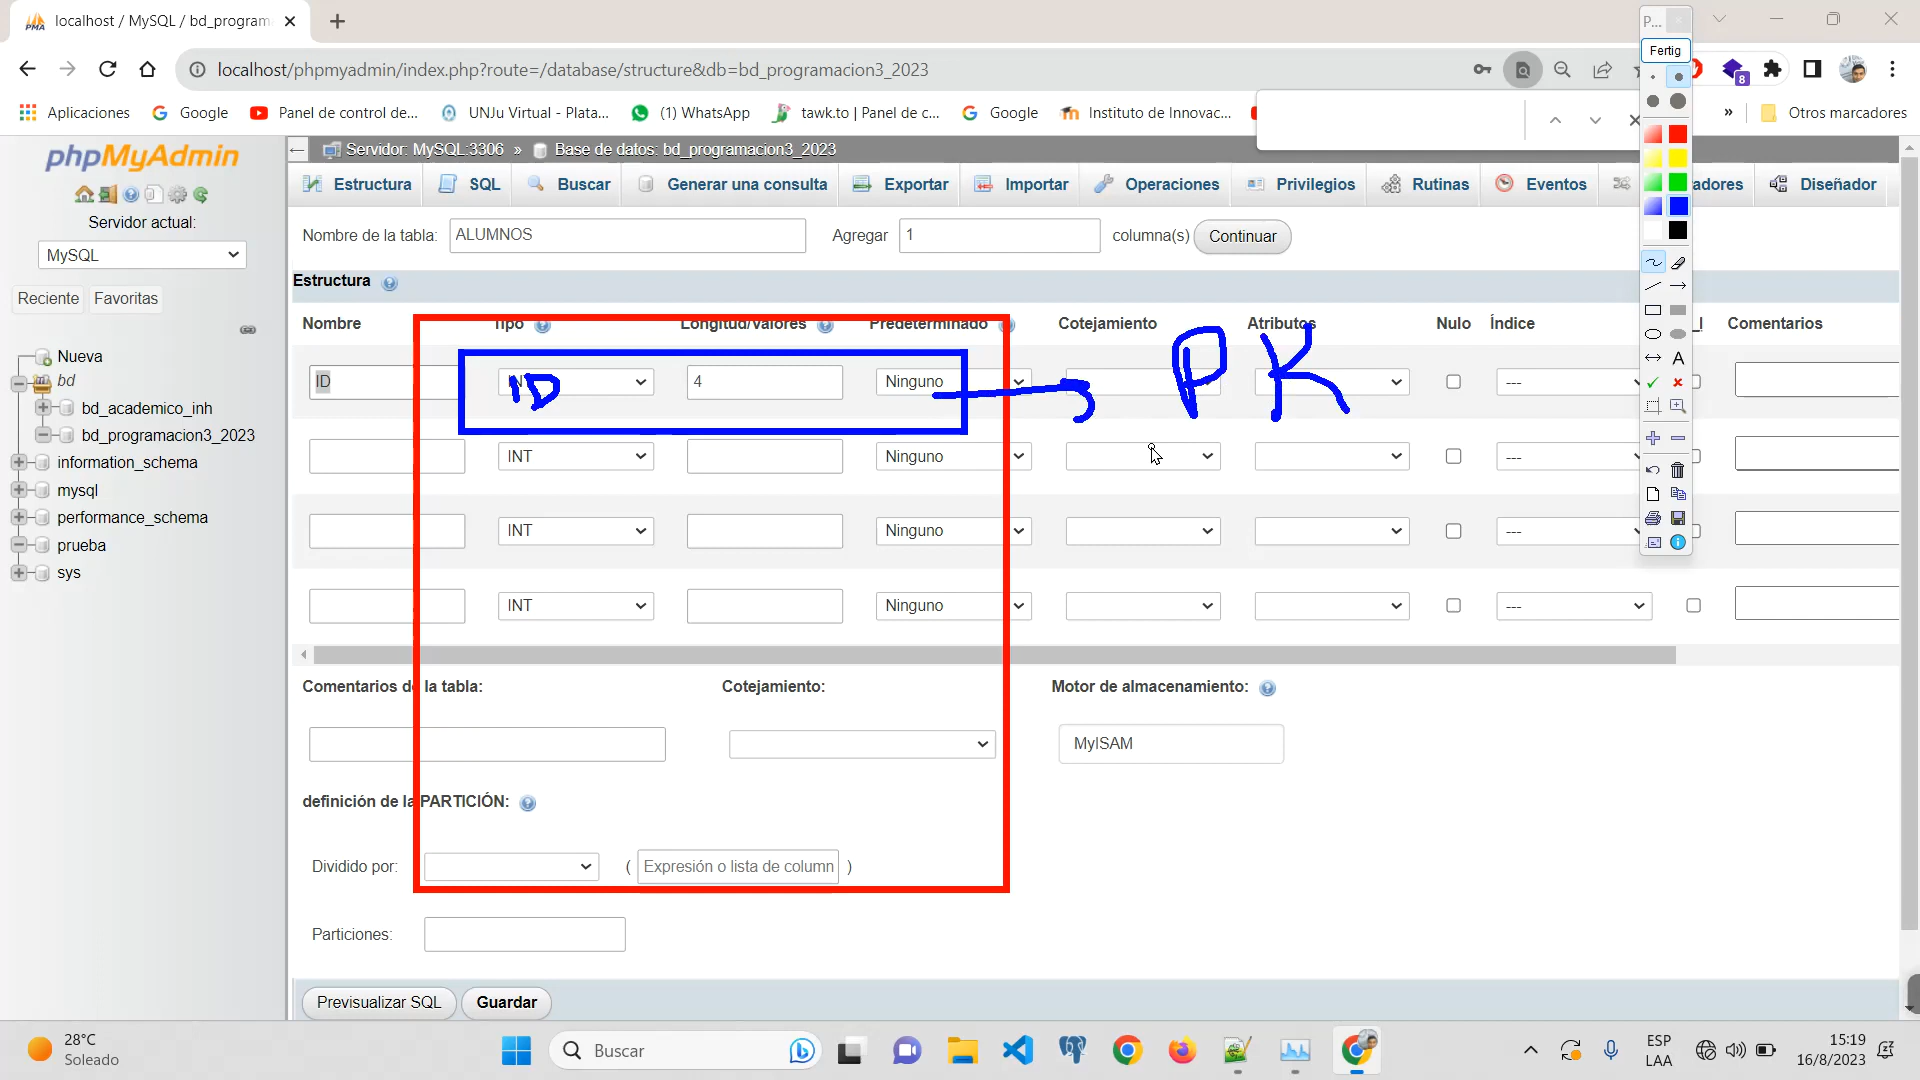 localhost / MySQL / bd_program
P...
Fertig
localhost/phpmyadmin/index.php?route=/database/structure&db=bd_programacion3_2023
8
Aplicaciones
Google
Panel de control de...
UNJu Virtual - Plata...
(1) WhatsApp
tawk.to | Panel de c...
Google
Instituto de Innovac...
»
Otros marcadores
phpMyAdmin
Servidor actual:
MySQL
Reciente
Favoritas
Nueva
bd
bd_academico_inh
bd_programacion3_2023
information_schema
mysql
performance_schema
prueba
sys
Servidor: MySQL:3306 » Base de datos: bd_programacion3_2023
Estructura
SQL
Buscar
Generar una consulta
Exportar
Importar
Operaciones
Privilegios
Rutinas
Eventos
adores
Diseñador
Nombre de la tabla: ALUMNOS Agregar 1 columna(s) Continuar
Estructura
Nombre Tipo Longitud/Valores Predeterminado Cotejamiento Atributos Nulo Índice _I Comentarios
ID 4 Ninguno ---
ID PK
INT Ninguno ---
INT Ninguno ---
INT Ninguno ---
Comentarios de la tabla: Cotejamiento: Motor de almacenamiento:
MyISAM
definición de la PARTICIÓN:
Dividido por: ( Expresión o lista de column )
Particiones:
Previsualizar SQL Guardar
28°C
Soleado
Buscar
A
ESP
LAA
15:19
16/8/2023